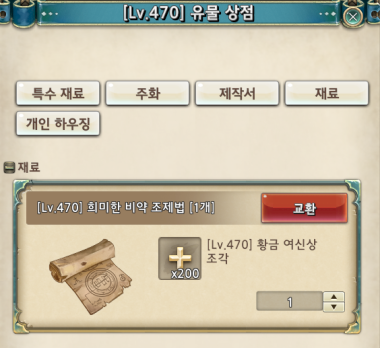 [Lv.470] 유물 상점
특수 재료
주화
제작서
재료
개인 하우징
재료
[Lv.470] 희미한 비약 조제법 [1개]
교환
[Lv.470] 황금 여신상
조각
x200
1